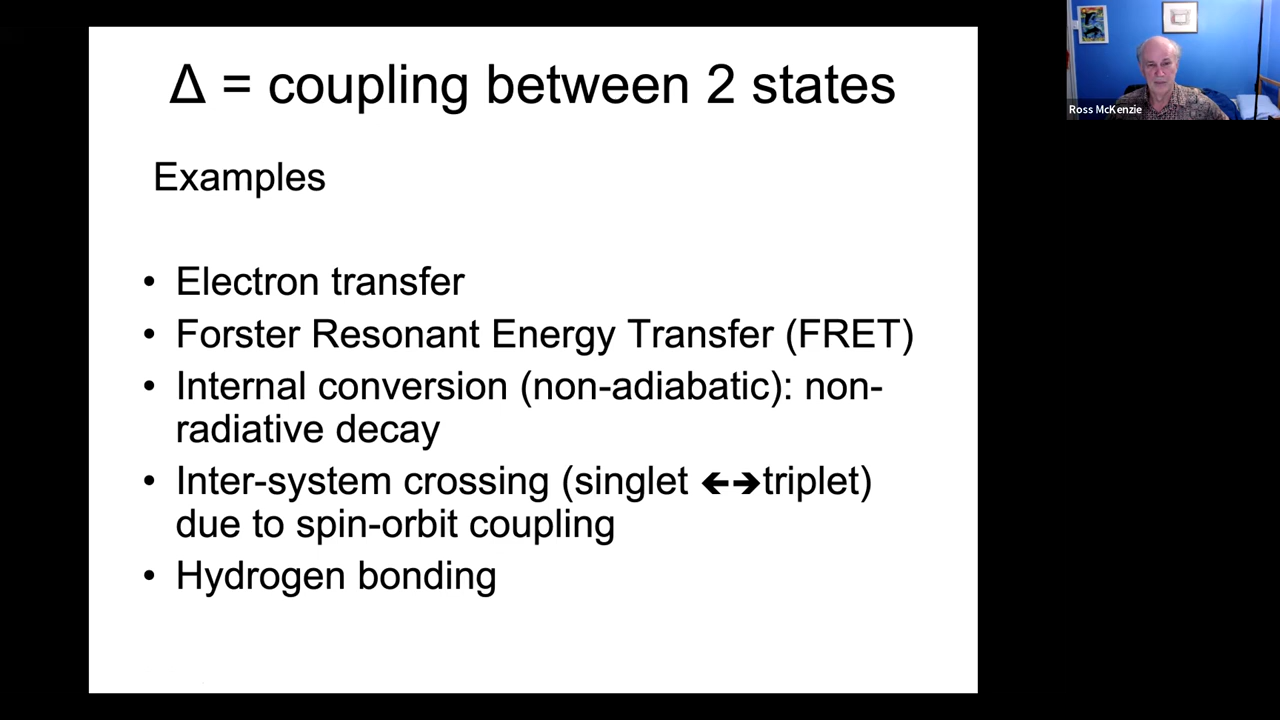 Δ = coupling between 2 states
Ross McKenzie
Examples
• Electron transfer
• Forster Resonant Energy Transfer (FRET)
• Internal conversion (non-adiabatic): non-
radiative decay
• Inter-system crossing (singlet 🡰🡲triplet)
due to spin-orbit coupling
• Hydrogen bonding